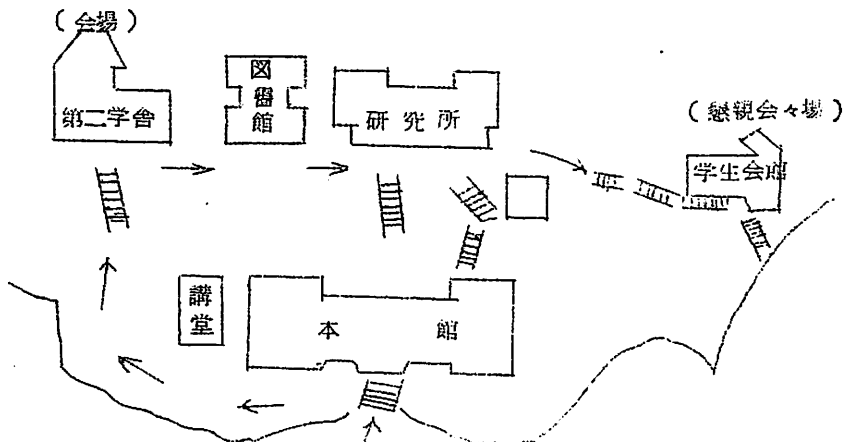 (会場)
第二学舎
図書館
研究所
(懇親会々場)
学生会館
講堂
本館